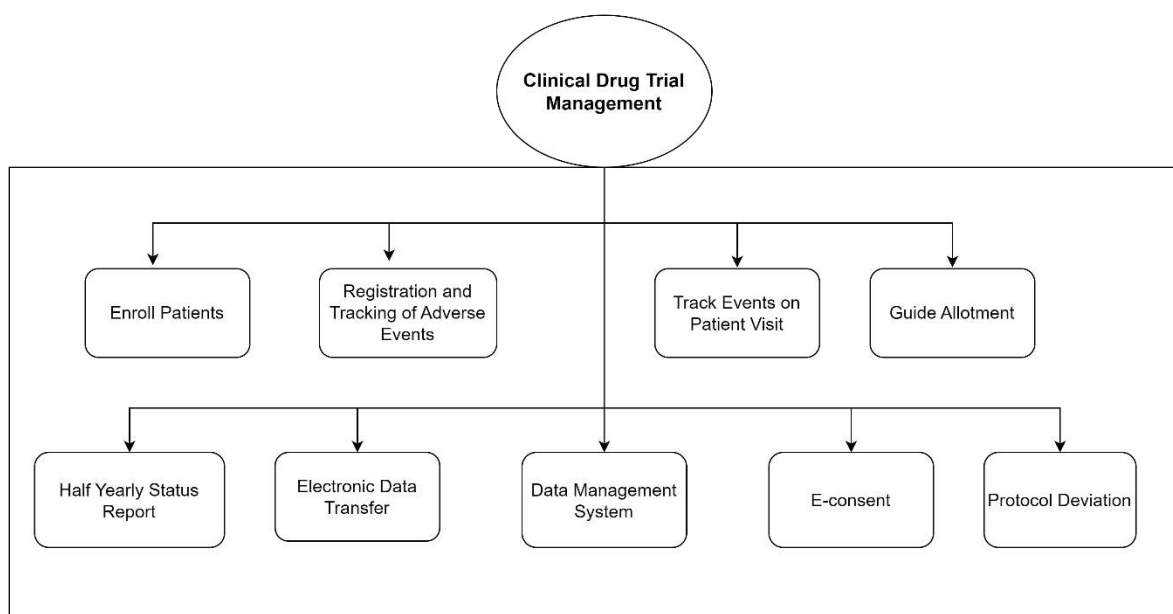 Clinical Drug Trial
Management
Enroll Patients
Registration and
Tracking of Adverse
Events
Track Events on
Patient Visit
Guide Allotment
Half Yearly Status
Report
Electronic Data
Transfer
Data Management
System
E-consent
Protocol Deviation